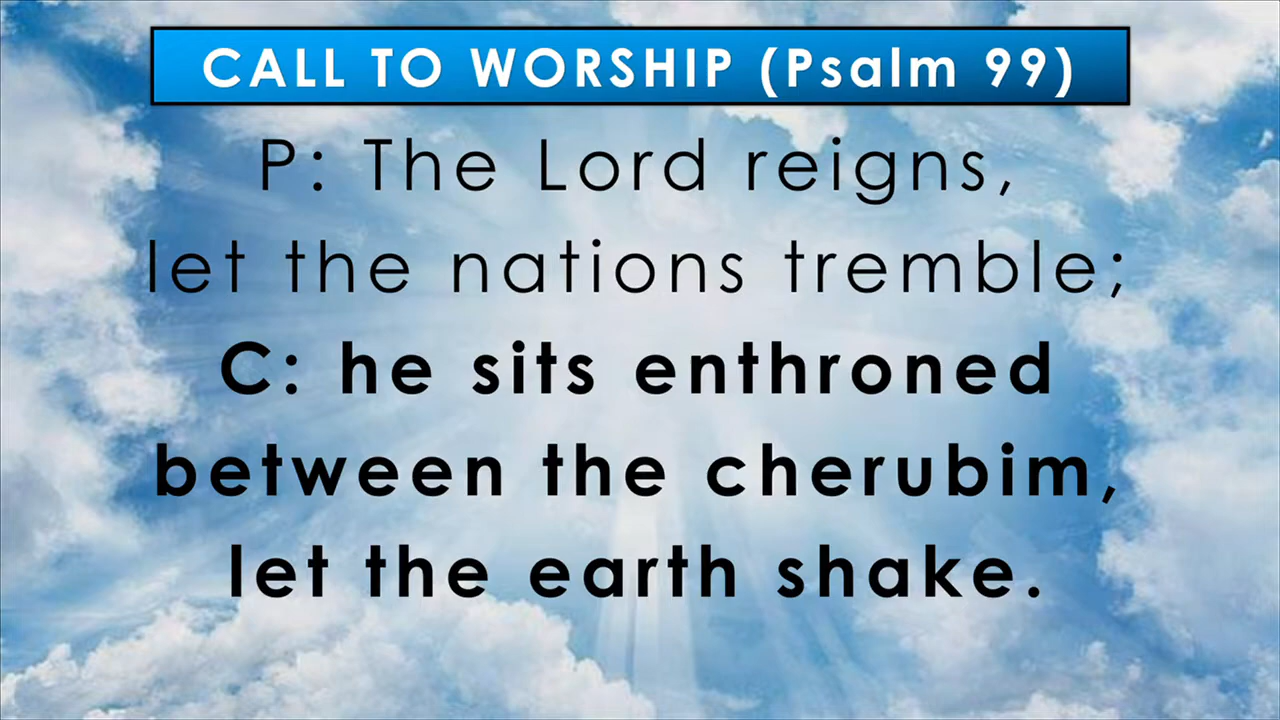 CALL TO WORSHIP (Psalm 99)
P: The Lord reigns,
let the nations tremble;
C: he sits enthroned
between the cherubim,
let the earth shake.